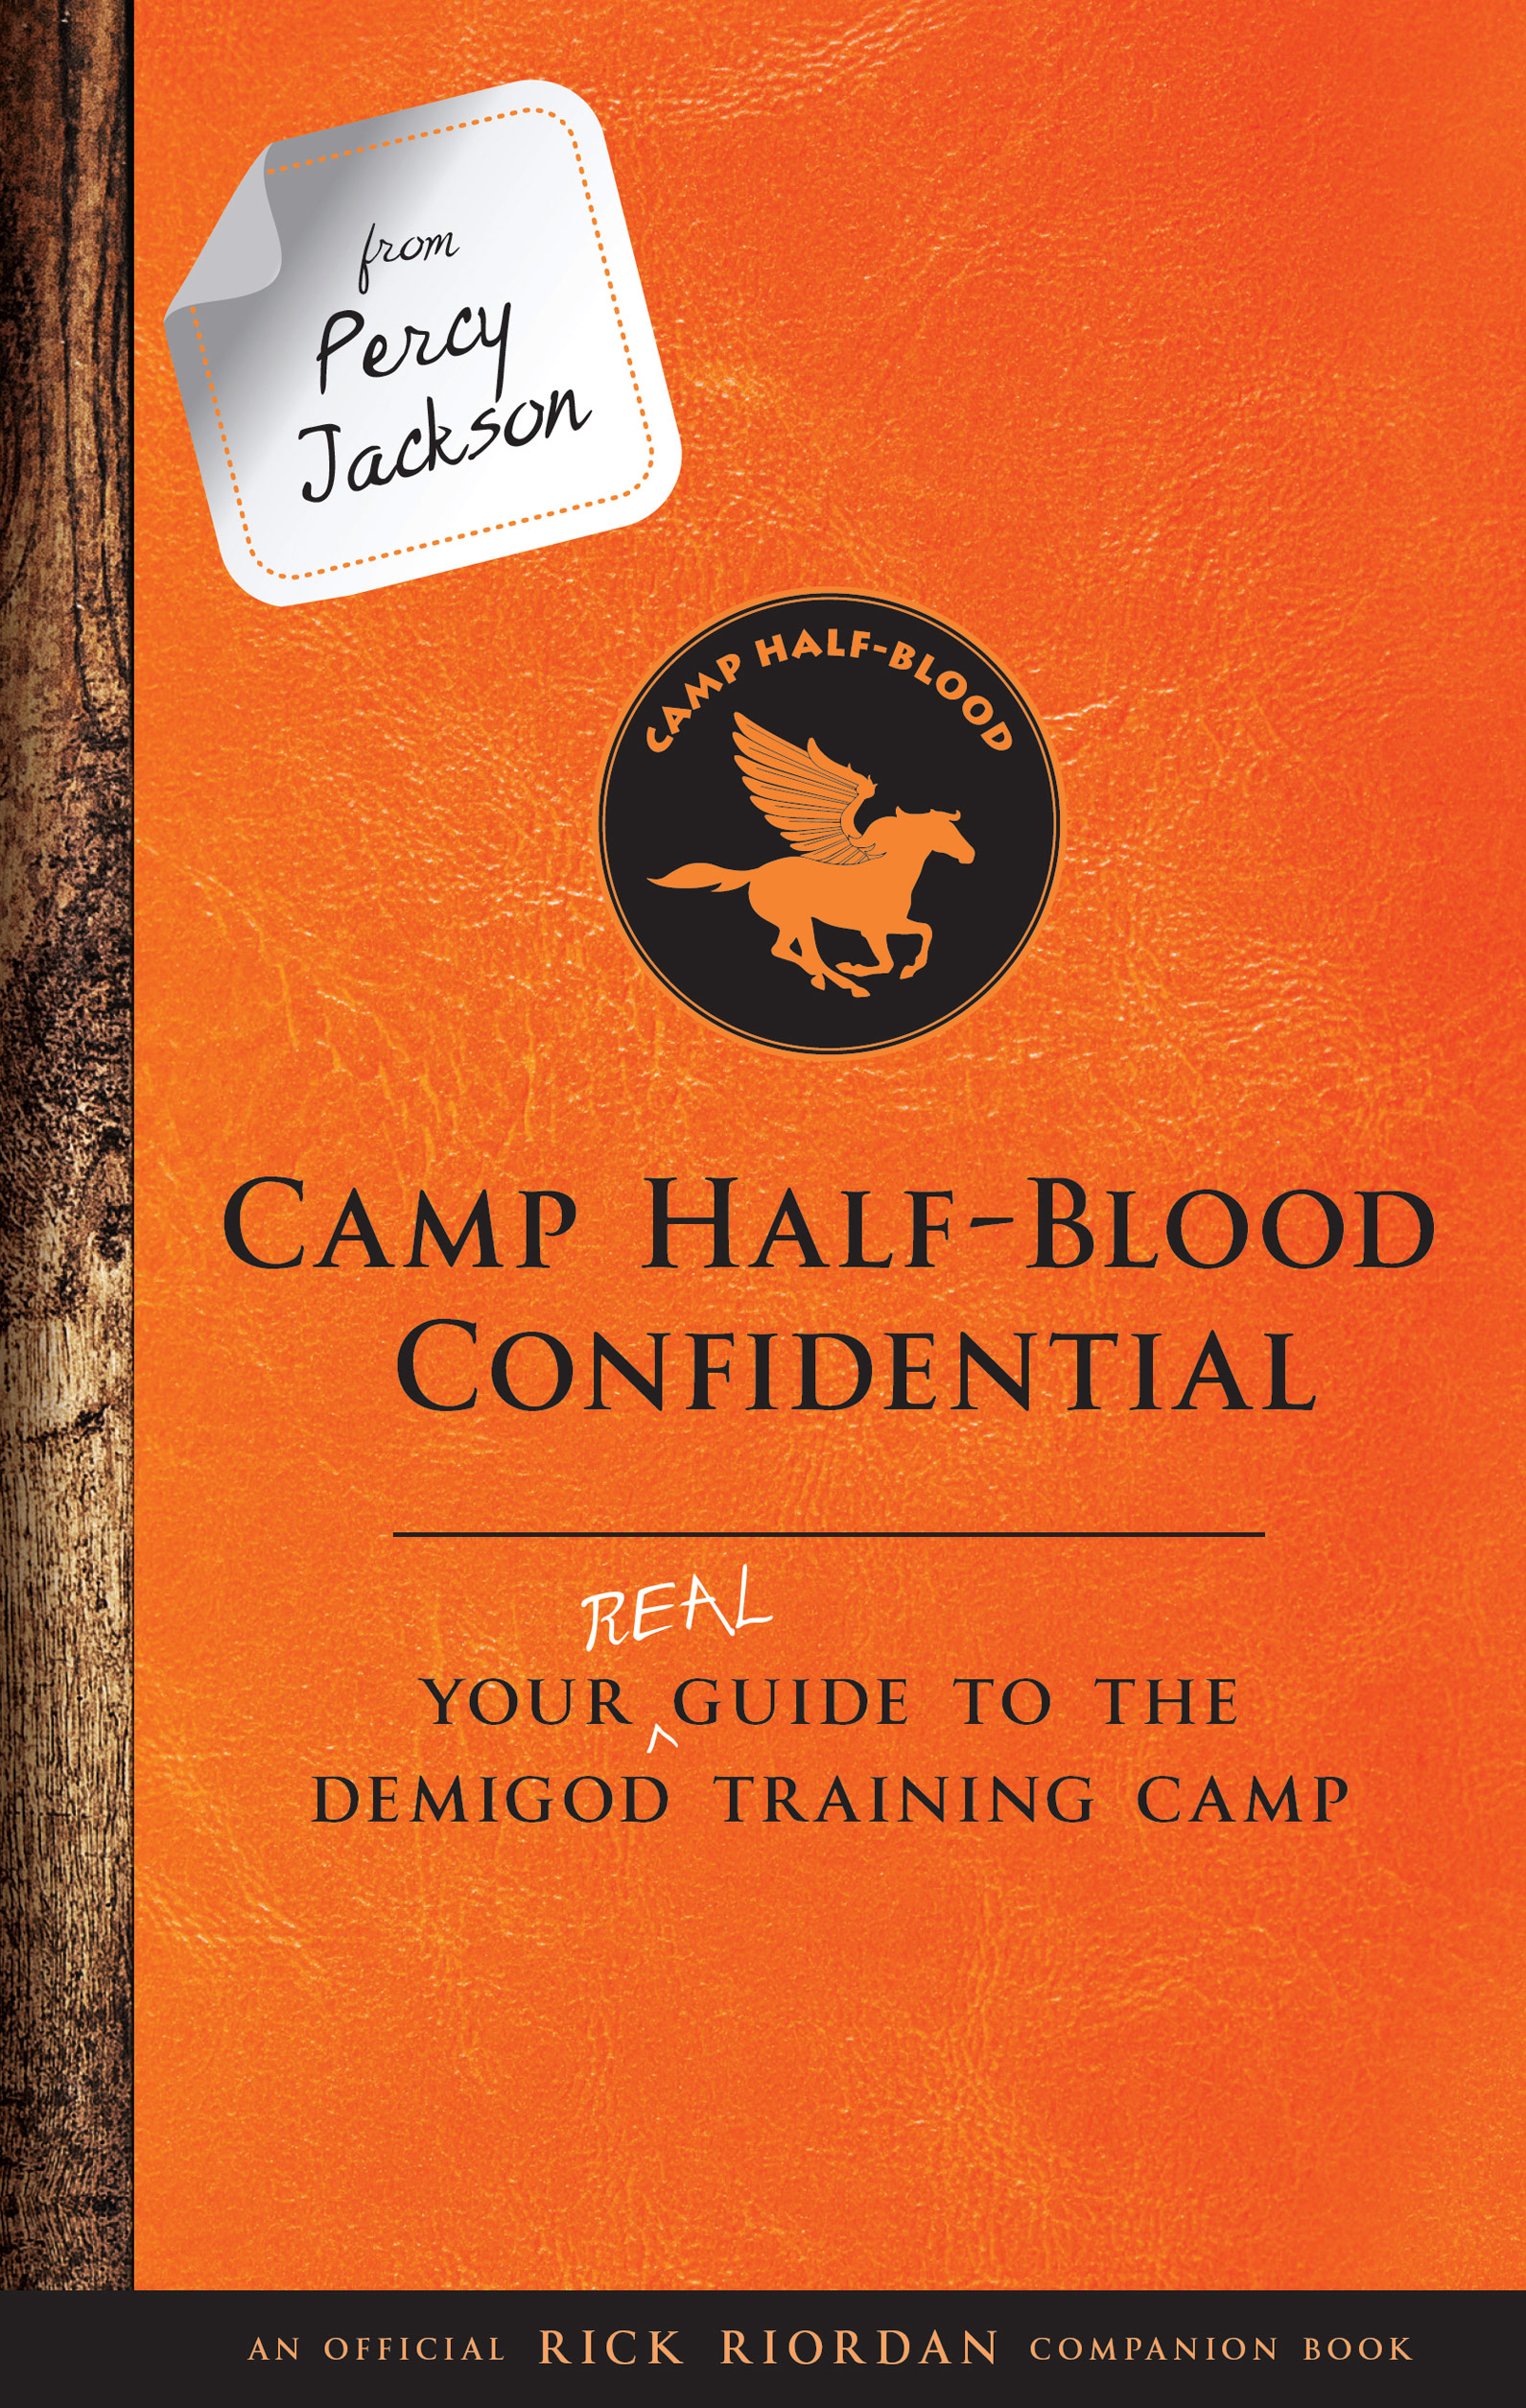 from
Percy
Jackson
CAMP HALF-BLOOD
CAMP HALF-BLOOD
CONFIDENTIAL
REAL
YOUR ^ GUIDE TO THE
DEMIGOD TRAINING CAMP
AN OFFICIAL RICK RIORDAN COMPANION BOOK